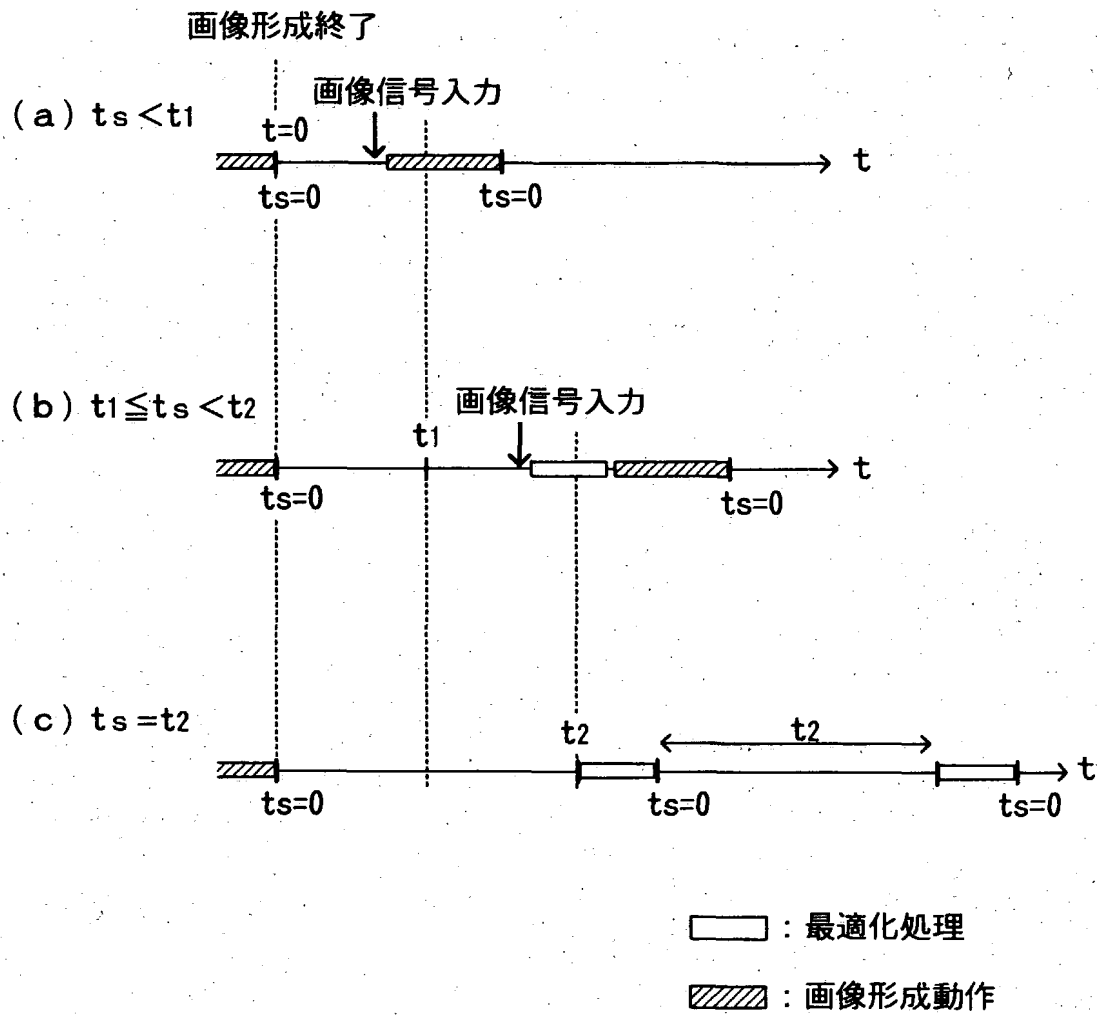 画像形成終了
(a) ts<t1
t=0
画像信号入力
t
ts=0
ts=0
(b) t1≦ts<t2
t1
画像信号入力
t
ts=0
ts=0
(c) ts=t2
t2
t2
t
ts=0
ts=0
ts=0
：最適化処理
：画像形成動作